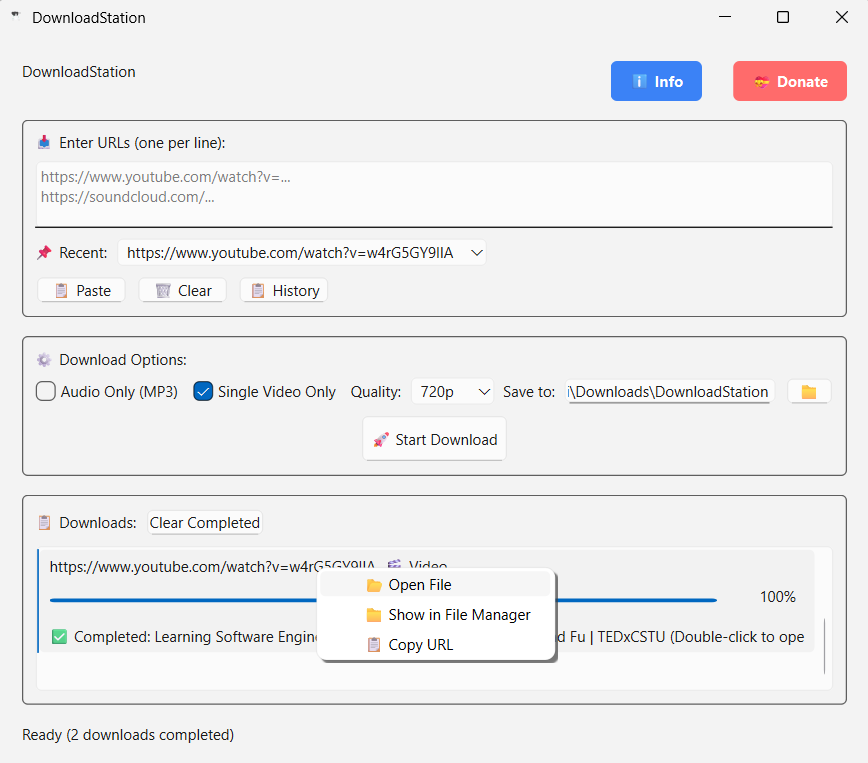 DownloadStation
DownloadStation
Info
Donate
Enter URLs (one per line):
https://www.youtube.com/watch?v=...
https://soundcloud.com/...
Recent: https://www.youtube.com/watch?v=w4rG5GY9IlA
Paste Clear History
Download Options:
Audio Only (MP3) Single Video Only Quality: 720p Save to: i\Downloads\DownloadStation
Start Download
Downloads: Clear Completed
https://www.youtube.com/watch?v=w4rG5GY9IlA Video
Open File
100%
Show in File Manager
Completed: Learning Software Engine d Fu | TEDxCSTU (Double-click to ope
Copy URL
Ready (2 downloads completed)